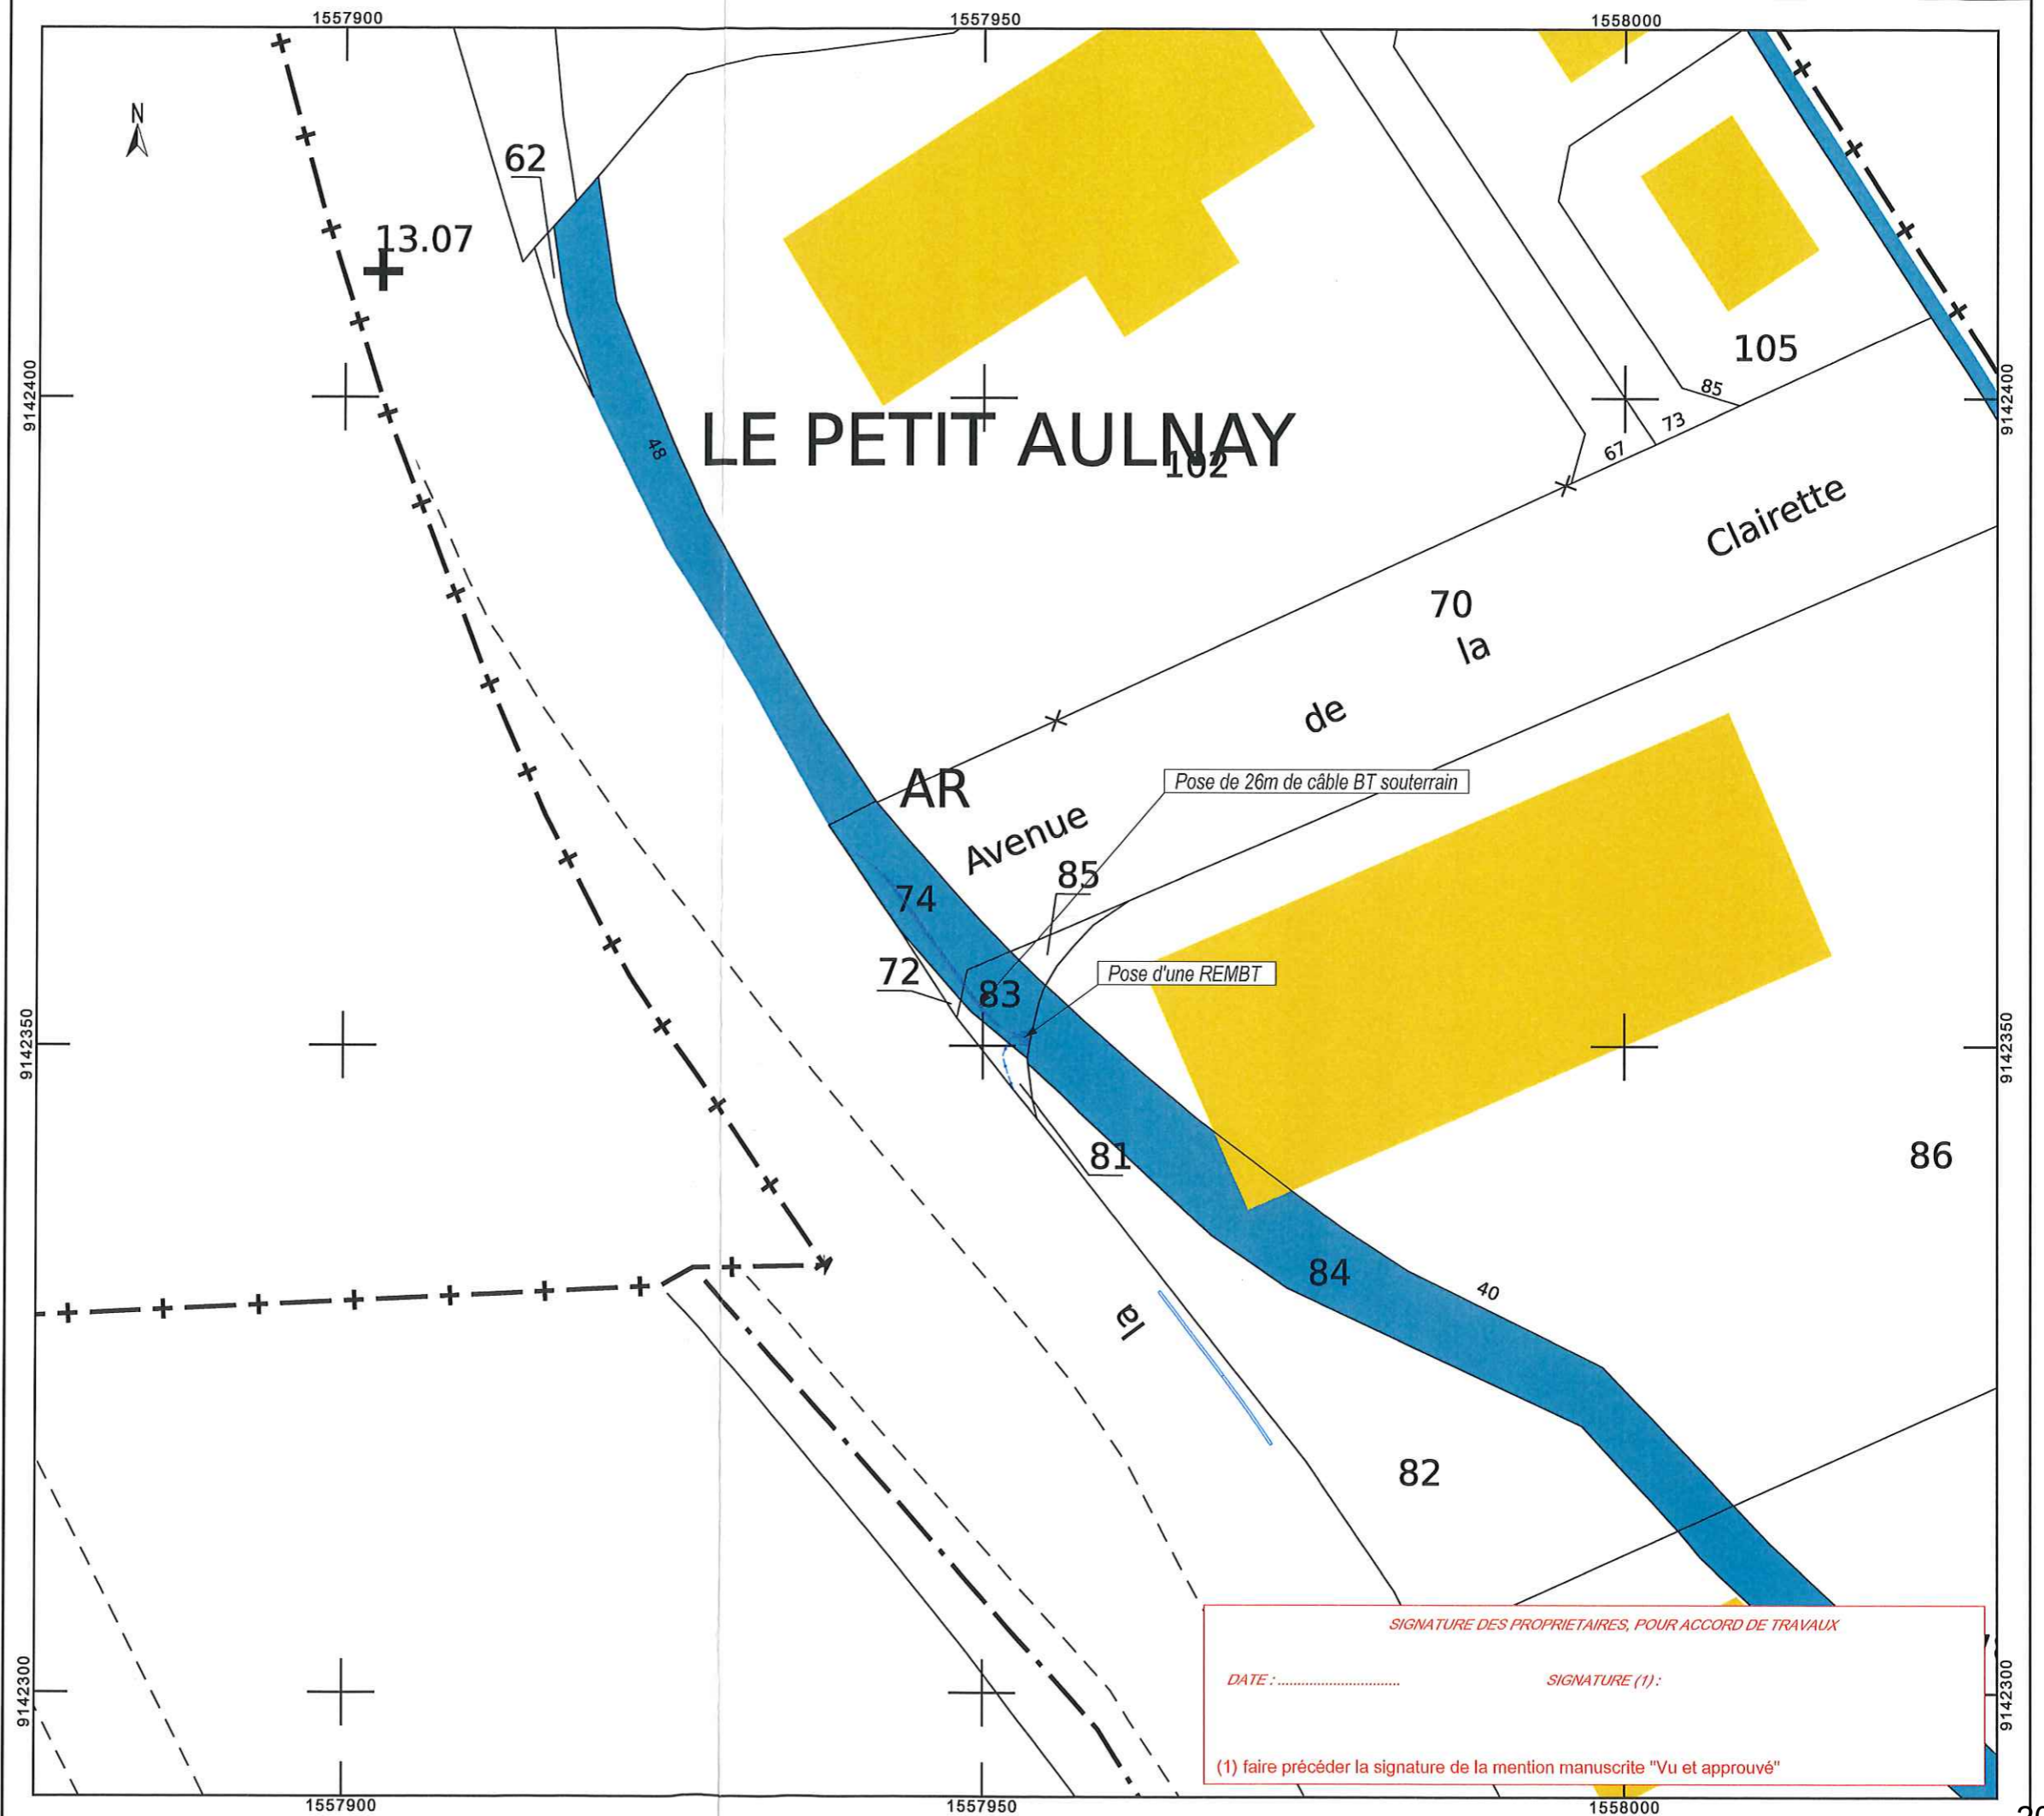 1557900
1557950
1558000
N
62
13.07
105
9142400
9142400
85
73
67
48
LE PETIT AULNAY
102
Clairette
70
la
de
AR
Pose de 26m de câble BT souterrain
Avenue
85
74
72
83
Pose d'une REMBT
9142350
9142350
81
86
84
40
la
82
SIGNATURE DES PROPRIETAIRES, POUR ACCORD DE TRAVAUX
DATE : ................................ SIGNATURE (1) :
9142300
9142300
(1) faire précéder la signature de la mention manuscrite "Vu et approuvé"
1557900
1557950
1558000